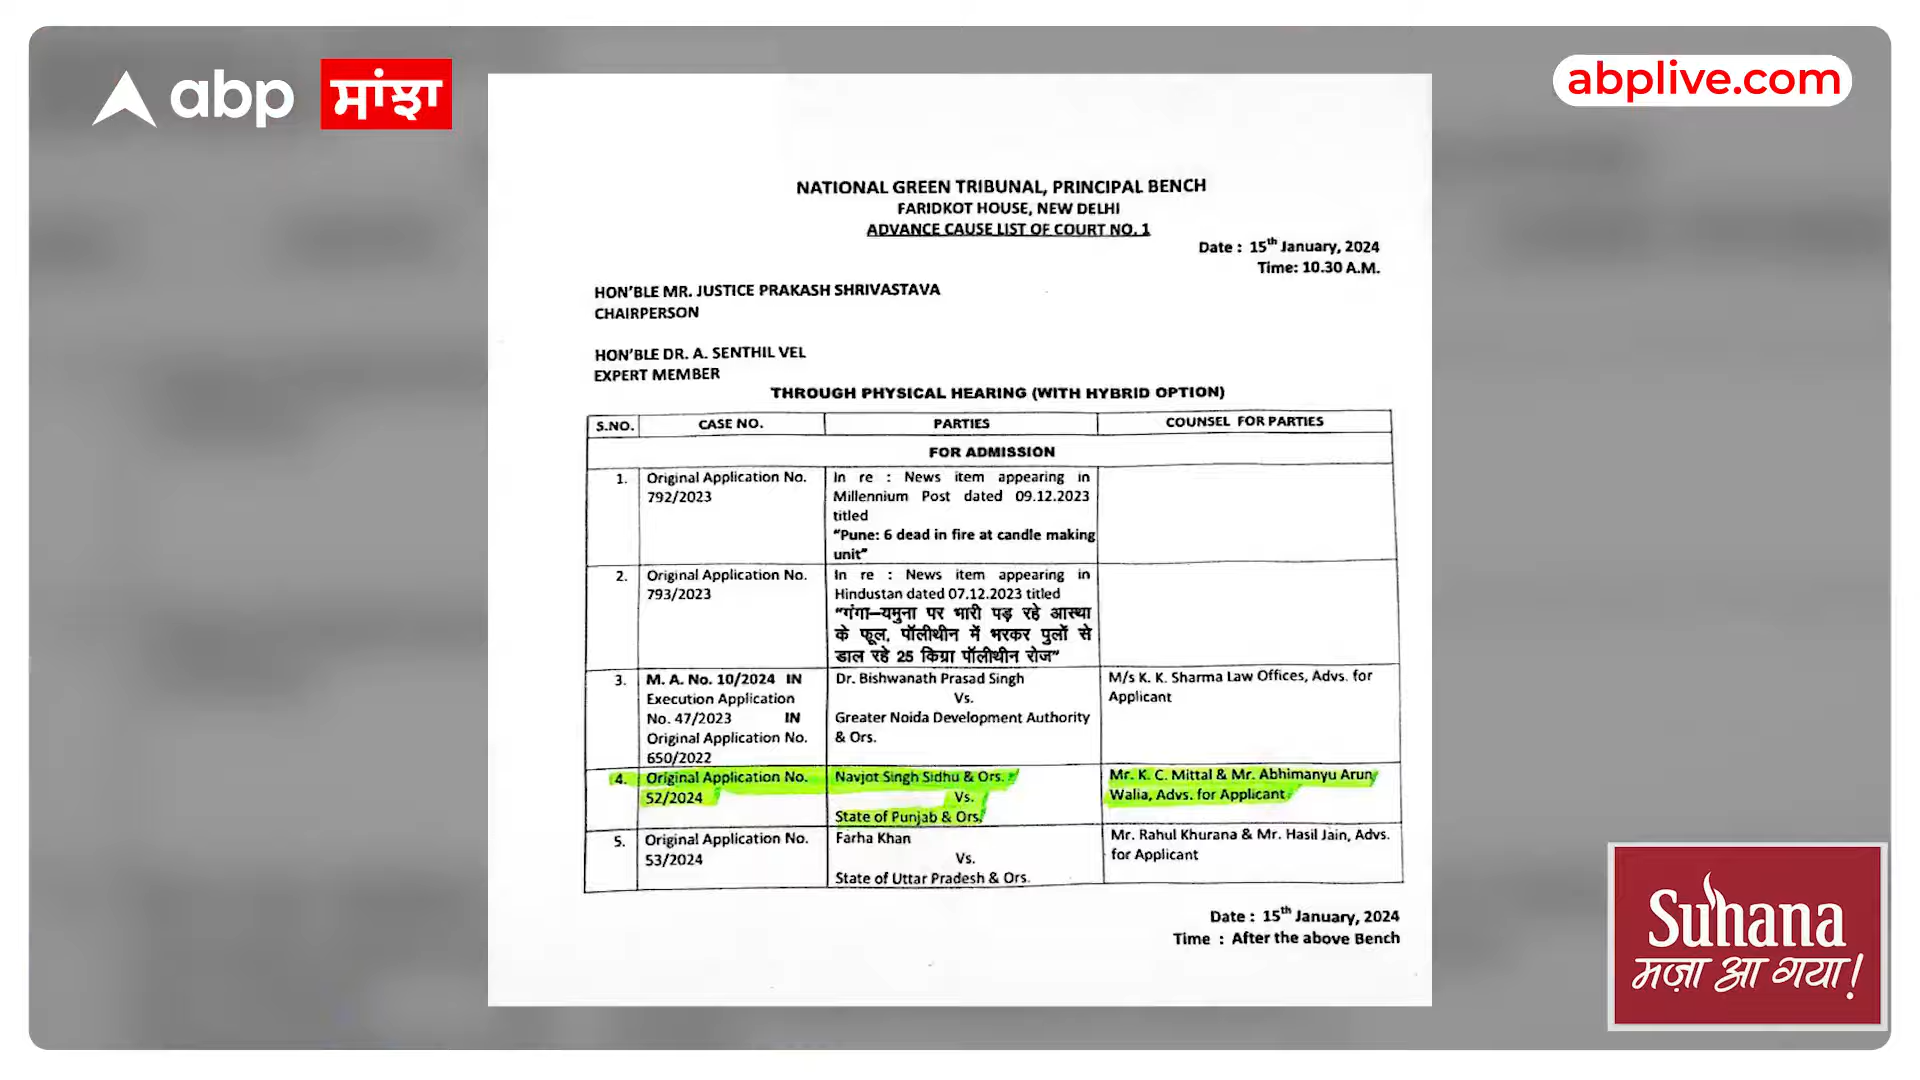 abp ਸਾਂਝਾ
abplive.com
NATIONAL GREEN TRIBUNAL, PRINCIPAL BENCH
FARIDKOT HOUSE, NEW DELHI
ADVANCE CAUSE LIST OF COURT NO. 1
Date : 15th January, 2024
Time: 10.30 A.M.
HON'BLE MR. JUSTICE PRAKASH SHRIVASTAVA
CHAIRPERSON
HON'BLE DR. A. SENTHIL VEL
EXPERT MEMBER
THROUGH PHYSICAL HEARING (WITH HYBRID OPTION)
S.NO. CASE NO. PARTIES COUNSEL FOR PARTIES
FOR ADMISSION
1. Original Application No. In re : News item appearing in
792/2023 Millennium Post dated 09.12.2023
titled
"Pune: 6 dead in fire at candle making
unit"
2. Original Application No. In re : News item appearing in
793/2023 Hindustan dated 07.12.2023 titled
"गंगा–यमुना पर भारी पड़ रहे आस्था
के फूल, पॉलीथीन में भरकर पुलों से
डाल रहे 25 किग्रा पॉलीथीन रोज"
3. M. A. No. 10/2024 IN Dr. Bishwanath Prasad Singh M/s K. K. Sharma Law Offices, Advs. for
Execution Application Vs. Applicant
No. 47/2023 IN Greater Noida Development Authority
Original Application No. & Ors.
650/2022
4. Original Application No. Navjot Singh Sidhu & Ors. Mr. K. C. Mittal & Mr. Abhimanyu Arun
52/2024 Vs. Walia, Advs. for Applicant
State of Punjab & Ors.
5. Original Application No. Farha Khan Mr. Rahul Khurana & Mr. Hasil Jain, Advs.
53/2024 Vs. for Applicant
State of Uttar Pradesh & Ors.
Date : 15th January, 2024
Time : After the above Bench
Suhana
मज़ा आ गया!